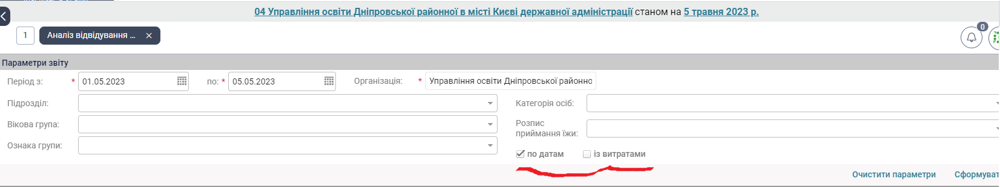 04 Управління освіти Дніпровської районної в місті Києві державної адміністрації станом на 5 травня 2023 р.
1 Аналіз відвідування ... 0
Параметри звіту
Період з: * 01.05.2023 по: * 05.05.2023 Організація: * Управління освіти Дніпровської районно
Підрозділ: Категорія осіб:
Вікова група: Розпис приймання їжи:
Ознака групи:
по датам із витратами
Очистити параметри Сформуват